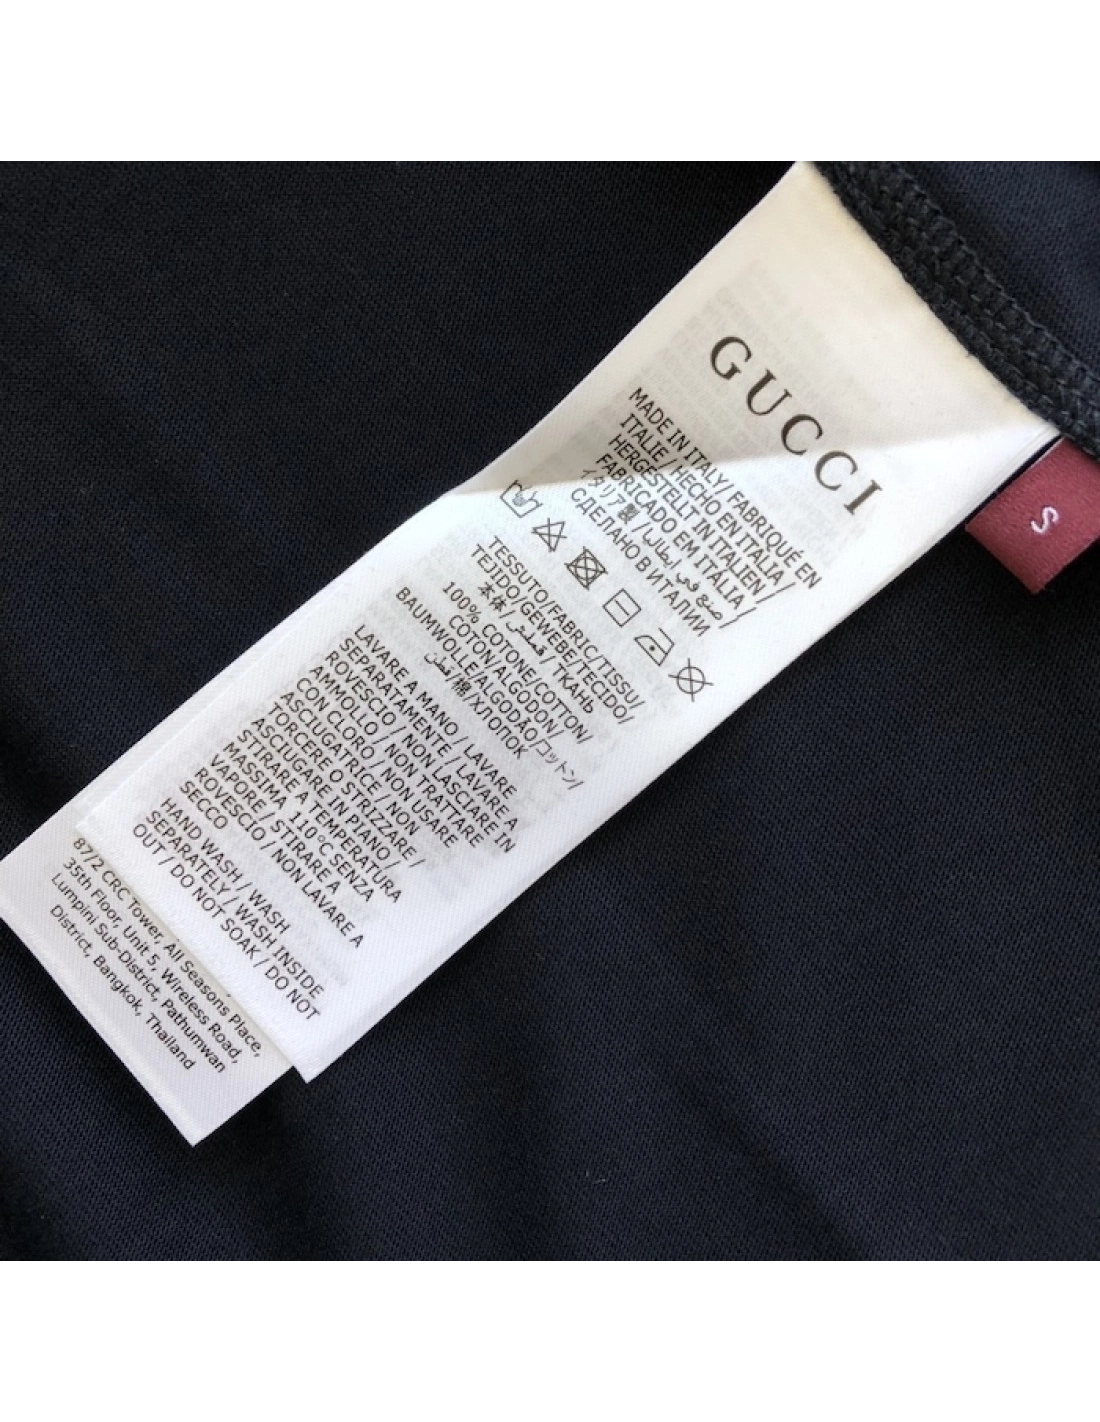 GUCCI
MADE IN ITALY/ FABRIQUÉ EN
ITALIE / HECHO EN ITALIA /
HERGESTELLT IN ITALIEN /
FABRICADO EM ITÁLIA /
イタリア製 / صنع في ايطاليا /
СДЕЛАНО В ИТАЛИИ
TESSUTO/FABRIC/TISSU/
TEJIDO/GEWEBE/TECIDO/
本体/ قماش / ТКАНЬ
100% COTONE/COTTON/
COTON/ALGODON/
BAUMWOLLE/ALGODÃO/コットン/
قطن/棉/ХЛОПОК
LAVARE A MANO / LAVARE
SEPARATAMENTE / LAVARE A
ROVESCIO / NON LASCIARE IN
AMMOLLO / NON TRATTARE
CON CLORO / NON USARE
ASCIUGATRICE / NON
TORCERE O STRIZZARE /
ASCIUGARE IN PIANO /
STIRARE A TEMPERATURA
MASSIMA 110°C SENZA
VAPORE / STIRARE A
ROVESCIO / NON LAVARE A
SECCO
HAND WASH / WASH
SEPARATELY / WASH INSIDE
OUT / DO NOT SOAK / DO NOT
87/2 CRC Tower, All Seasons Place,
35th Floor, Unit 5, Wireless Road,
Lumpini Sub-District, Pathumwan
District, Bangkok, Thailand
S